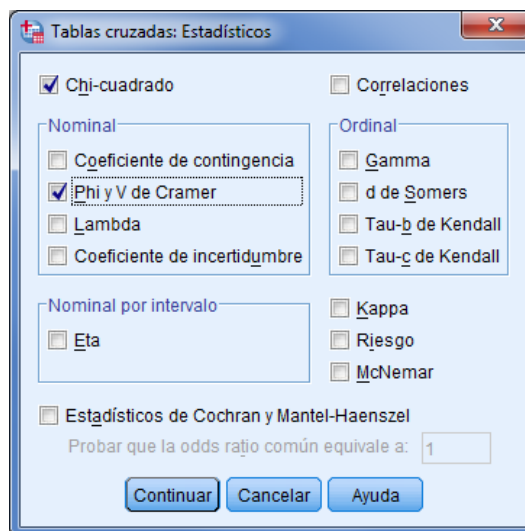 Tablas cruzadas: Estadísticos
Chi-cuadrado
Correlaciones
Nominal
Coeficiente de contingencia
Phi y V de Cramer
Lambda
Coeficiente de incertidumbre
Ordinal
Gamma
d de Somers
Tau-b de Kendall
Tau-c de Kendall
Nominal por intervalo
Eta
Kappa
Riesgo
McNemar
Estadísticos de Cochran y Mantel-Haenszel
Probar que la odds ratio común equivale a: 1
Continuar Cancelar Ayuda